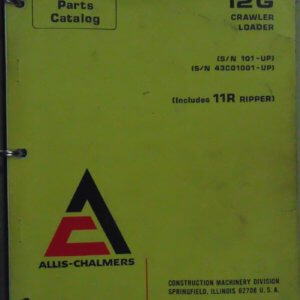 Parts
Catalog
12G
CRAWLER
LOADER
(S/N 101-UP)
(S/N 43C01001-UP)
(Includes 11R RIPPER)
ALLIS-CHALMERS
CONSTRUCTION MACHINERY DIVISION
SPRINGFIELD, ILLINOIS 62708 U.S.A.